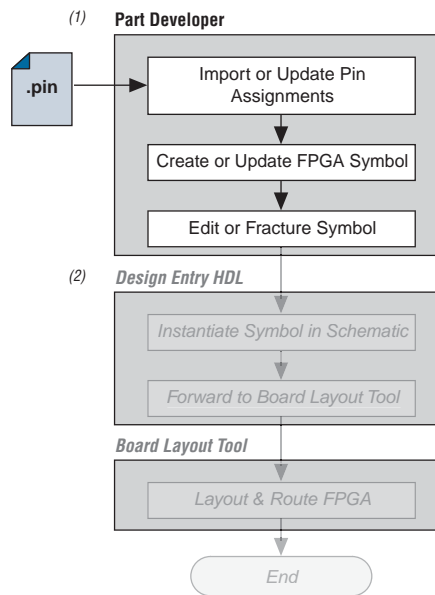 (1) Part Developer
.pin
Import or Update Pin
Assignments
Create or Update FPGA Symbol
Edit or Fracture Symbol
(2) Design Entry HDL
Instantiate Symbol in Schematic
Forward to Board Layout Tool
Board Layout Tool
Layout & Route FPGA
End